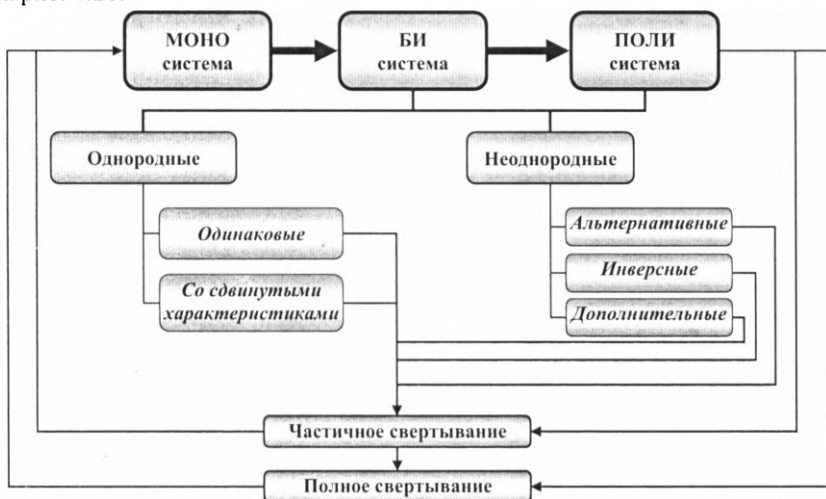 МОНО
система
БИ
система
ПОЛИ
система
Однородные
Неоднородные
Одинаковые
Со сдвинутыми
характеристиками
Альтернативные
Инверсные
Дополнительные
Частичное свертывание
Полное свертывание